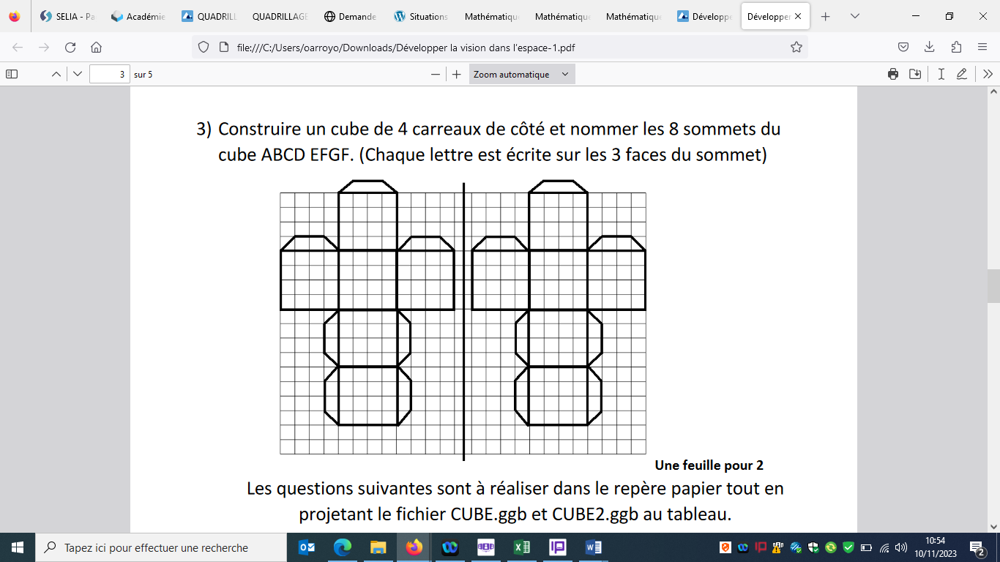 SELIA - Pa
Académie
QUADRILL
QUADRILLAGE
Demande
Situations
Mathématiqu
Mathématique
Mathématique
Développe
Développer
file:///C:/Users/oarroyo/Downloads/Développer la vision dans l'espace-1.pdf
3 sur 5
Zoom automatique
3) Construire un cube de 4 carreaux de côté et nommer les 8 sommets du
cube ABCD EFGF. (Chaque lettre est écrite sur les 3 faces du sommet)
Une feuille pour 2
Les questions suivantes sont à réaliser dans le repère papier tout en
projetant le fichier CUBE.ggb et CUBE2.ggb au tableau.
Tapez ici pour effectuer une recherche
10:54
10/11/2023
2